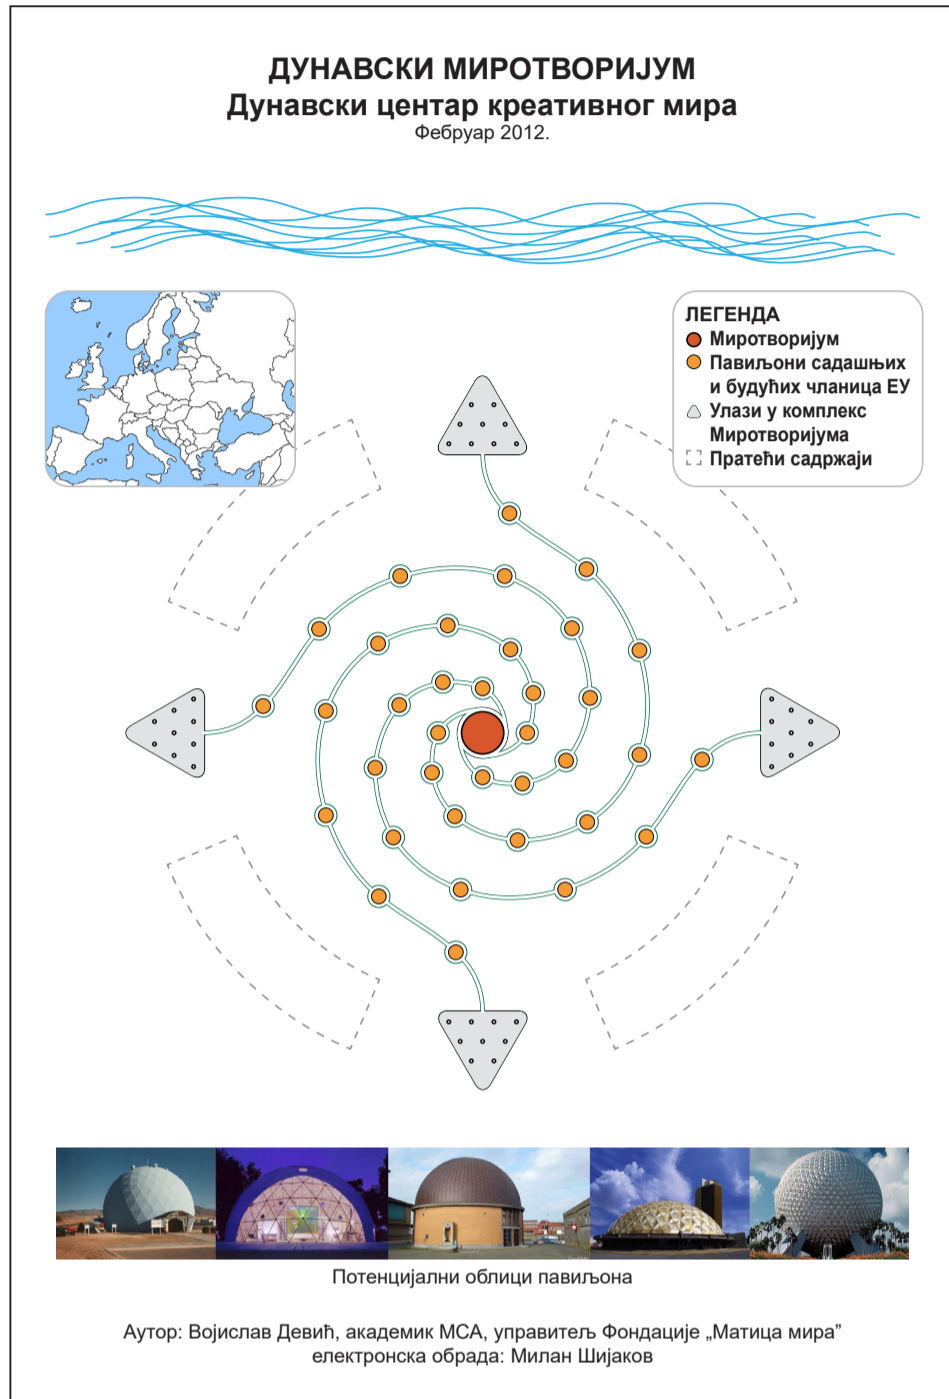 ДУНАВСКИ МИРОТВОРИЈУМ
Дунавски центар креативног мира
Фебруар 2012.
ЛЕГЕНДА
Миротворијум
Павиљони садашњих
и будућих чланица ЕУ
Улази у комплекс
Миротворијума
Пратећи садржаји
Потенцијални облици павиљона
Аутор: Војислав Девић, академик МСА, управитељ Фондације „Матица мира”
електронска обрада: Милан Шијаков